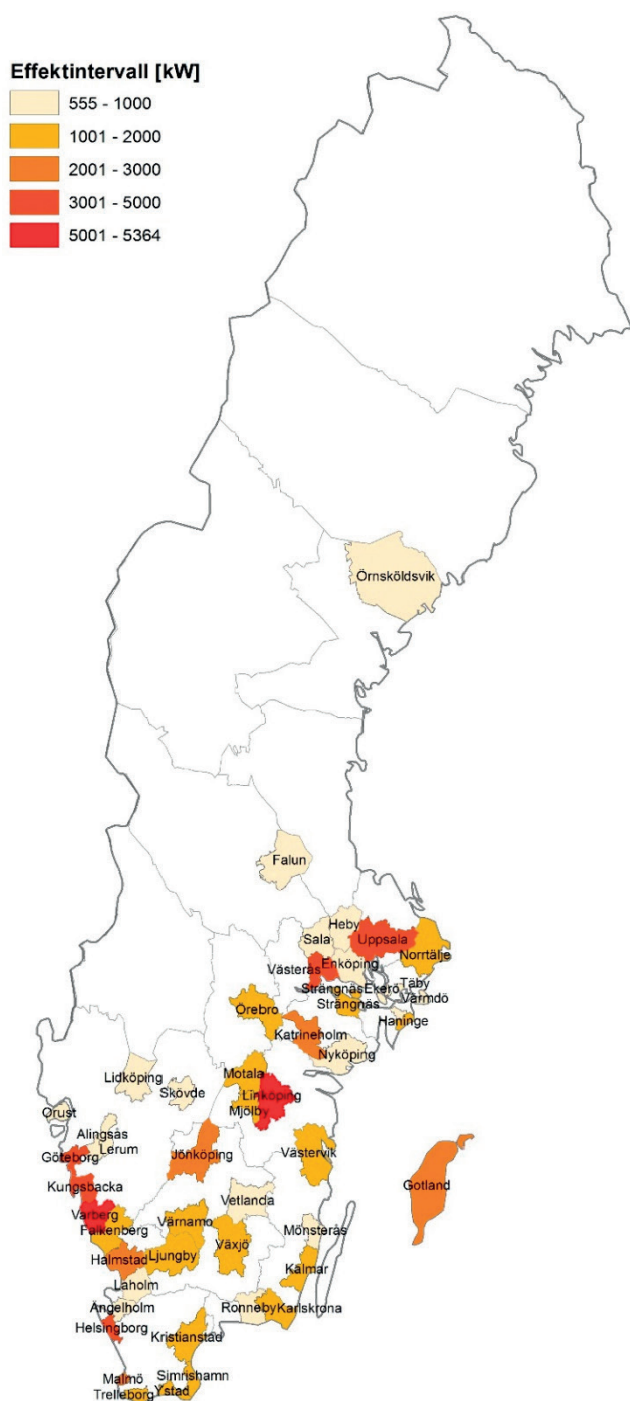 Effektintervall [kW]
555 - 1000
1001 - 2000
2001 - 3000
3001 - 5000
5001 - 5364
Örnsköldsvik
Falun
Heby
Sala
Uppsala
Norrtälje
Västerås
Enköping
Täby
Strängnäs
Ekerö
Värmdö
Strängnäs
Örebro
Haninge
Katrineholm
Nyköping
Motala
Lidköping
Linköping
Skövde
Mjölby
Orust
Alingsås
Lerum
Göteborg
Jönköping
Västervik
Kungsbacka
Gotland
Vetlanda
Varberg
Värnamo
Falkenberg
Mönsterås
Växjö
Halmstad
Ljungby
Kalmar
Laholm
Ängelholm
Ronneby
Karlskrona
Helsingborg
Kristianstad
Malmö
Simrishamn
Trelleborg
Ystad